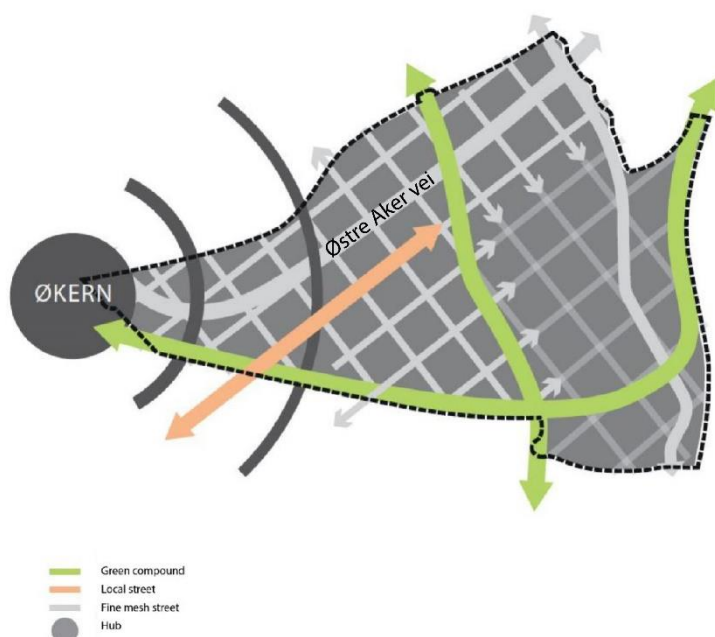 Østre Aker vei
ØKERN
Green compound
Local street
Fine mesh street
Hub